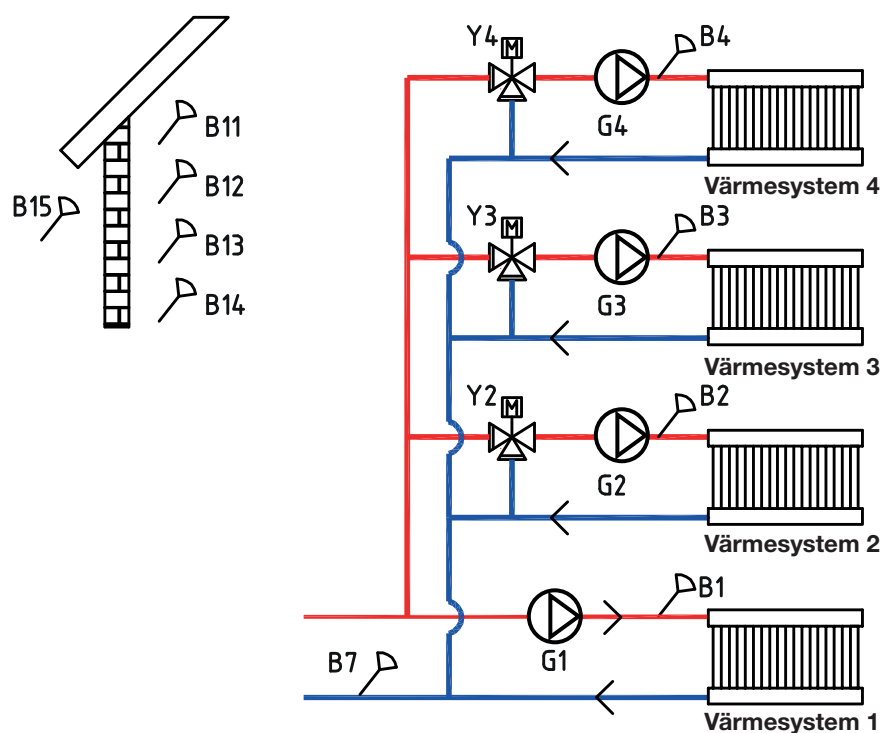 Y4
M
B4
G4
Värmesystem 4
B11
B12
B15
B13
B14
Y3
M
B3
G3
Värmesystem 3
Y2
M
B2
G2
Värmesystem 2
B1
G1
B7
Värmesystem 1